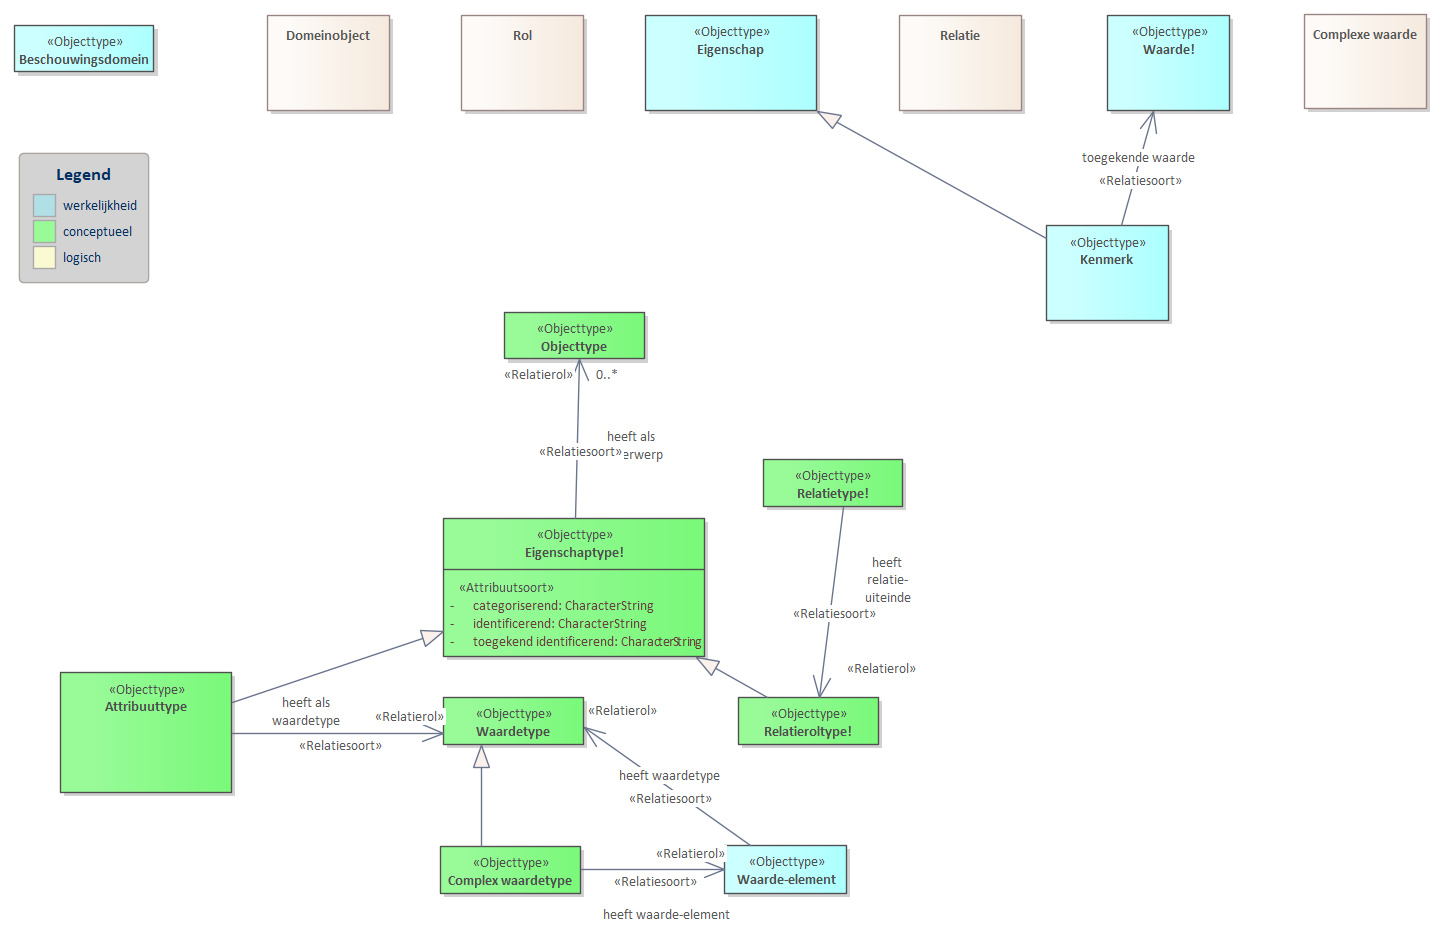 «Objecttype»
Beschouwingsdomein
Domeinobject
Rol
«Objecttype»
Eigenschap
Relatie
«Objecttype»
Waarde!
Complexe waarde
Legend
werkelijkheid
conceptueel
logisch
toegekende waarde
«Relatiesoort»
«Objecttype»
Kenmerk
«Objecttype»
Objecttype
«Relatierol»
0..*
heeft als
«Relatiesoort»
erwerp
«Objecttype»
Relatietype!
«Objecttype»
Eigenschaptype!
«Attribuutsoort»
- categoriserend: CharacterString
- identificerend: CharacterString
- toegekend identificerend: CharacterString
heeft
relatie-
uiteinde
«Relatiesoort»
«Relatierol»
«Objecttype»
Attribuuttype
heeft als
waardetype
«Relatierol»
«Relatiesoort»
«Objecttype»
Waardetype
«Relatierol»
«Objecttype»
Relatieroltype!
heeft waardetype
«Relatiesoort»
«Objecttype»
Complex waardetype
«Relatierol»
«Relatiesoort»
heeft waarde-element
«Objecttype»
Waarde-element